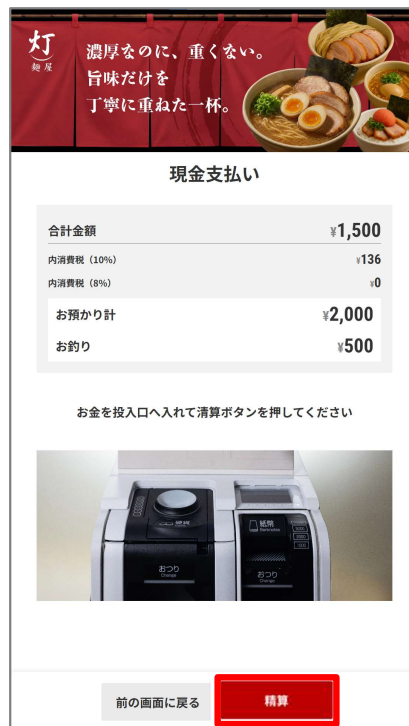 灯
麺屋
濃厚なのに、重くない。
旨味だけを
丁寧に重ねた一杯。
現金支払い
合計金額 ¥1,500
内消費税（10%） ¥136
内消費税（8%） ¥0
お預かり計 ¥2,000
お釣り ¥500
お金を投入口へ入れて清算ボタンを押してください
紙幣
おつり
Change
おつり
Change
前の画面に戻る
精算